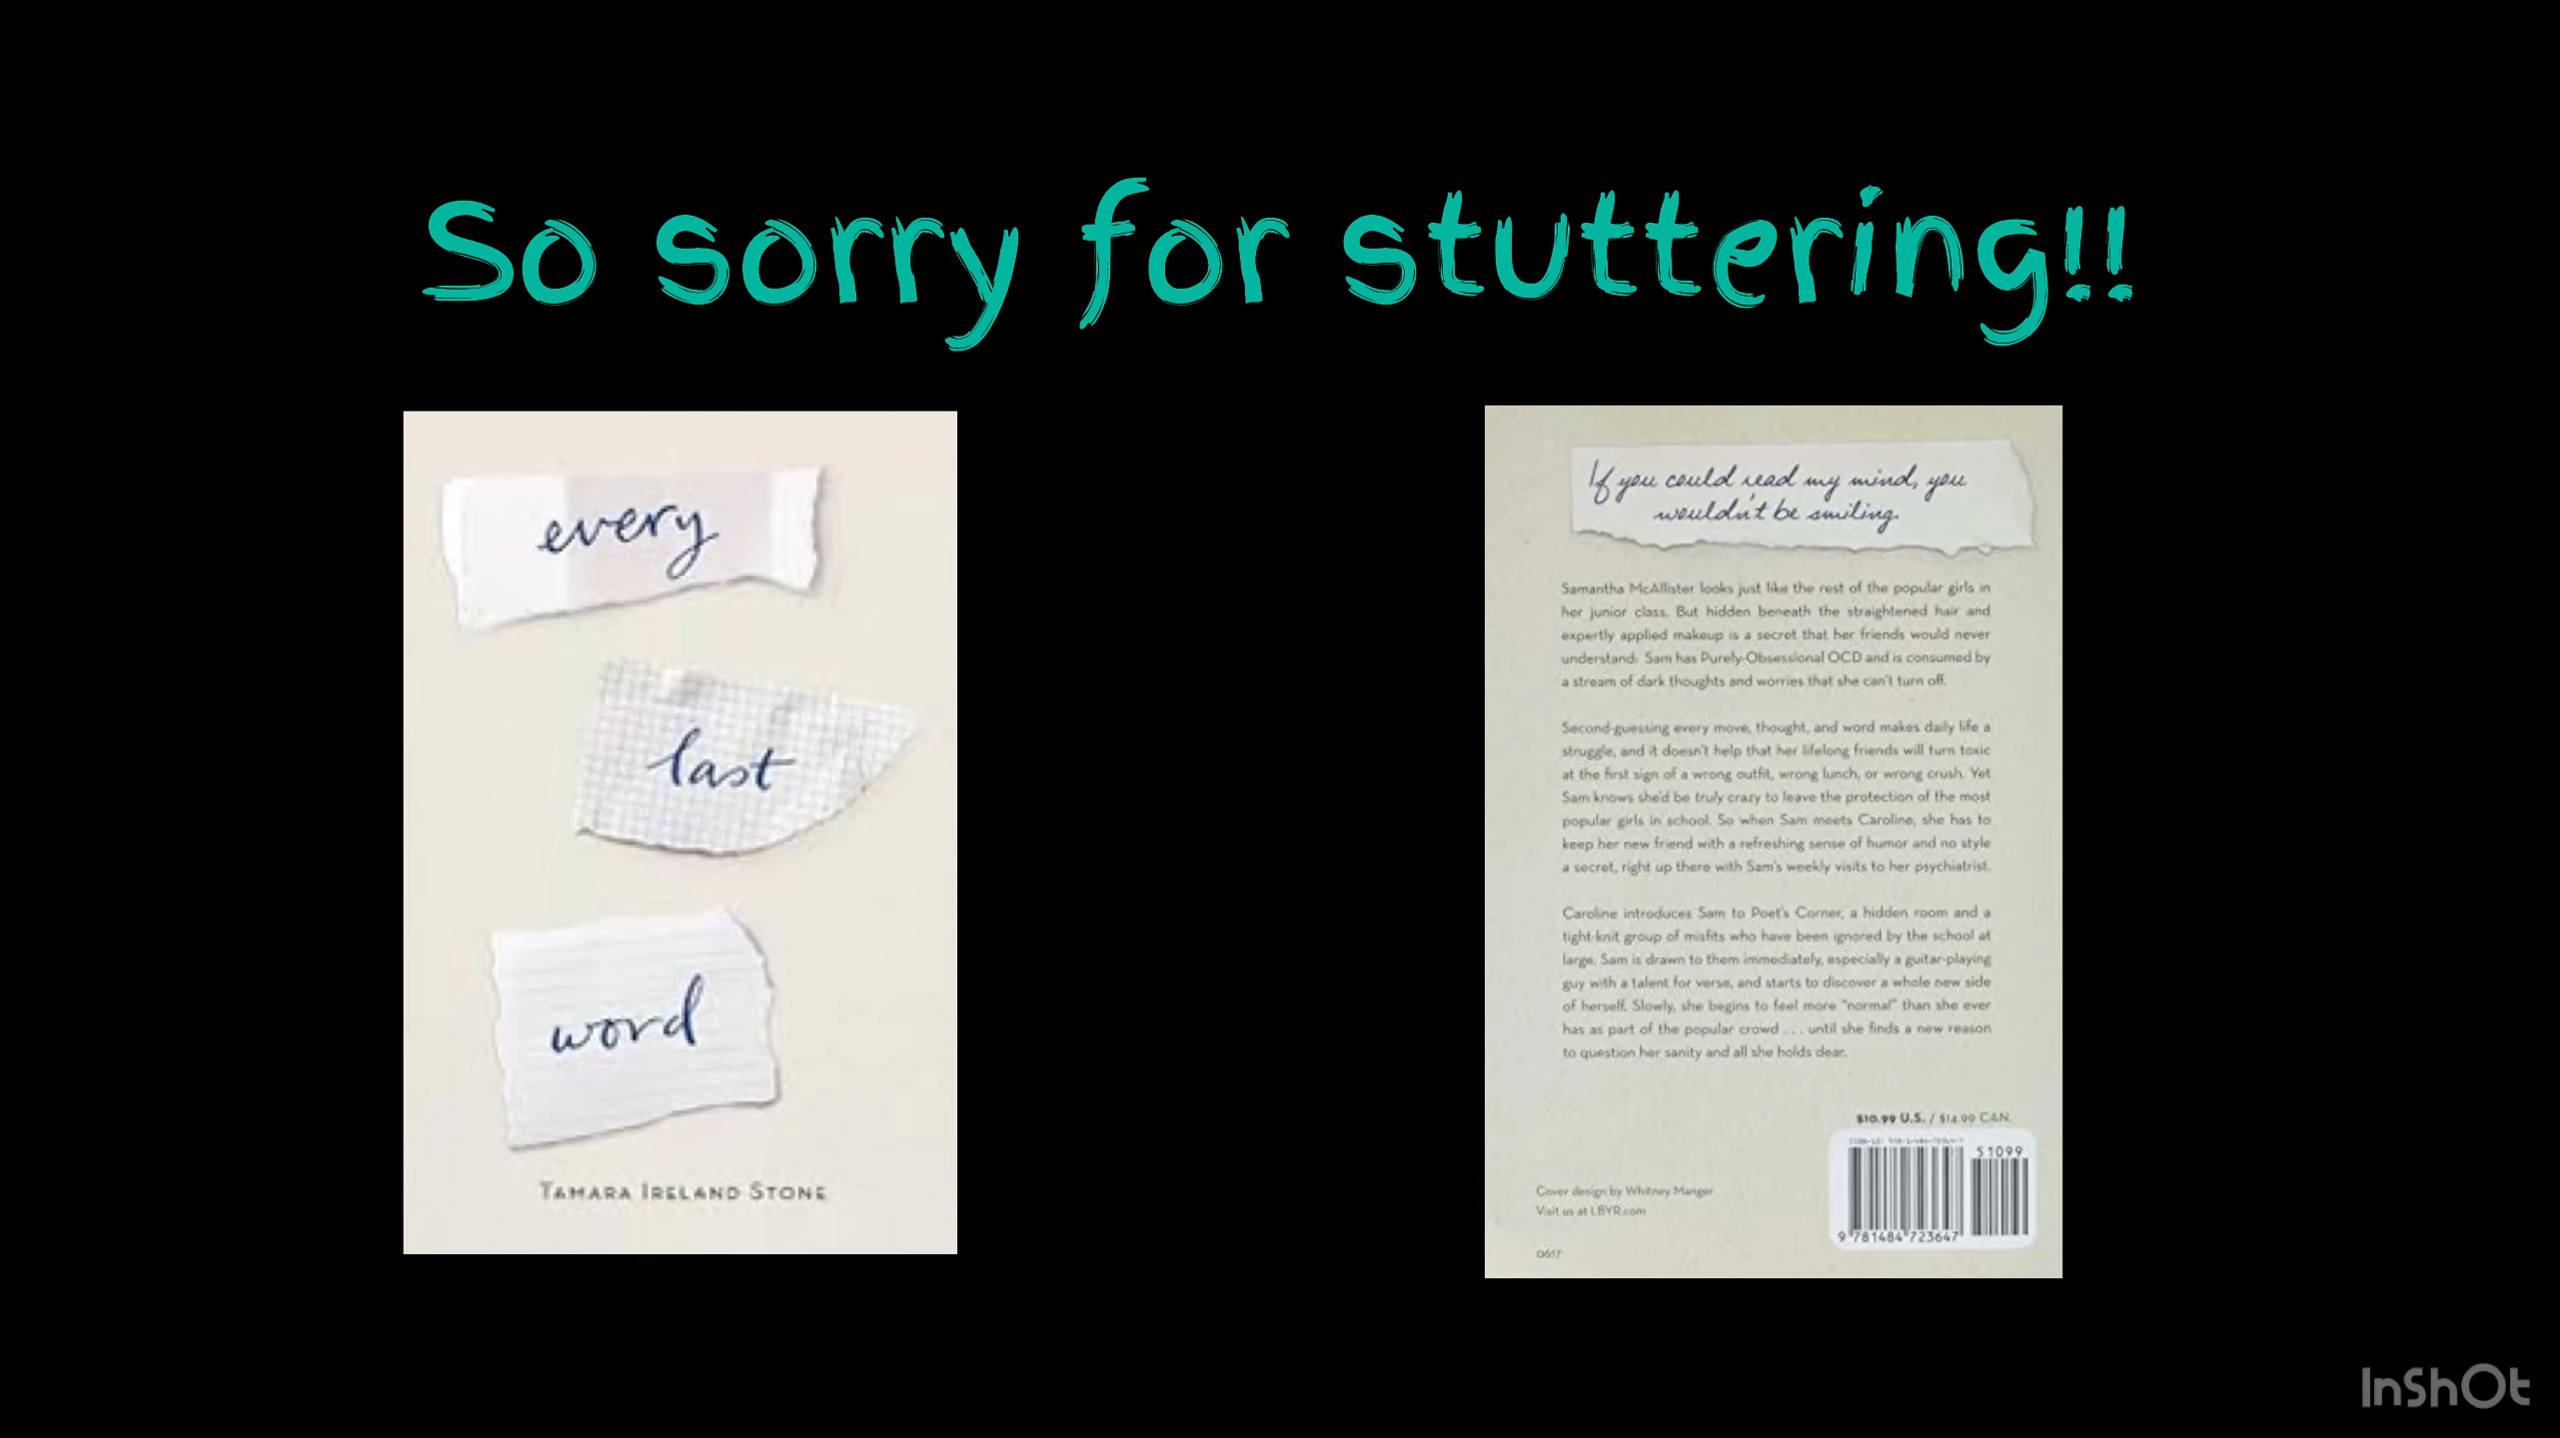 So sorry for stuttering!!
every
last
word
TAMARA IRELAND STONE
If you could read my mind, you
wouldn't be smiling.
Samantha McAllister looks just like the rest of the popular girls in
her junior class. But hidden beneath the straightened hair and
expertly applied makeup is a secret that her friends would never
understand: Sam has Purely-Obsessional OCD and is consumed by
a stream of dark thoughts and worries that she can't turn off.
Second-guessing every move, thought, and word makes daily life a
struggle, and it doesn't help that her lifelong friends will turn toxic
at the first sign of a wrong outfit, wrong lunch, or wrong crush. Yet
Sam knows she'd be truly crazy to leave the protection of the most
popular girls in school. So when Sam meets Caroline, she has to
keep her new friend with a refreshing sense of humor and no style
a secret, right up there with Sam's weekly visits to her psychiatrist.
Caroline introduces Sam to Poet's Corner, a hidden room and a
tight-knit group of misfits who have been ignored by the school at
large. Sam is drawn to them immediately, especially a guitar-playing
guy with a talent for verse, and starts to discover a whole new side
of herself. Slowly, she begins to feel more "normal" than she ever
has as part of the popular crowd . . . until she finds a new reason
to question her sanity and all she holds dear.
$10.99 U.S. / $14.99 CAN.
51099
9 781484 723647
Cover design by Whitney Manger
Visit us at LBYR.com
0617
InShOt